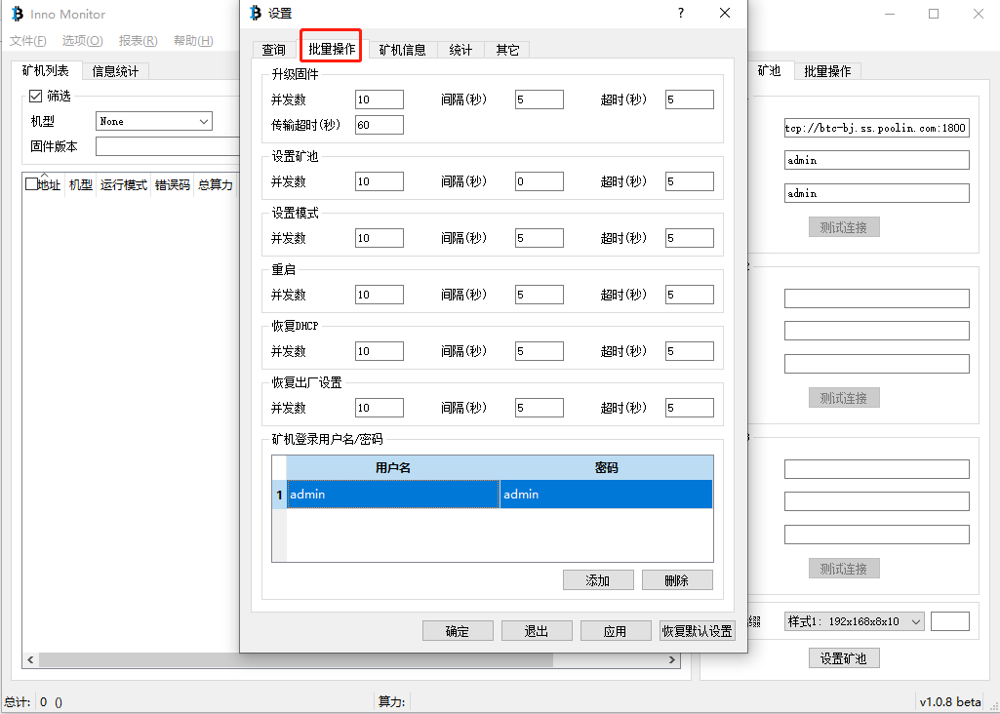 Inno Monitor
文件(F) 选项(O) 报表(R) 帮助(H)
矿机列表 信息统计
筛选
机型 None
固件版本
地址 机型 运行模式 错误码 总算力
设置 ?
查询 批量操作 矿机信息 统计 其它
升级固件
并发数 10 间隔(秒) 5 超时(秒) 5
传输超时(秒) 60
设置矿池
并发数 10 间隔(秒) 0 超时(秒) 5
设置模式
并发数 10 间隔(秒) 5 超时(秒) 5
重启
并发数 10 间隔(秒) 5 超时(秒) 5
恢复DHCP
并发数 10 间隔(秒) 5 超时(秒) 5
恢复出厂设置
并发数 10 间隔(秒) 5 超时(秒) 5
矿机登录用户名/密码
用户名 密码
1 admin admin
添加 删除
确定 退出 应用 恢复默认设置
矿池 批量操作
tcp://btc-bj.ss.poolin.com:1800
admin
admin
测试连接
2
测试连接
3
测试连接
缀 样式1: 192x168x8x10
设置矿池
总计: 0 () 算力: v1.0.8 beta